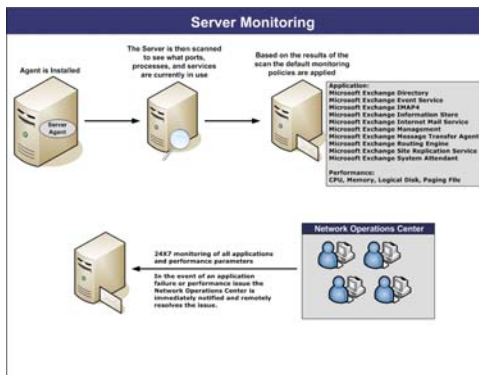 Server Monitoring
Agent is Installed
The Server is then scanned
to see what ports,
processes, and services
are currently in use
Based on the results of the
scan the default monitoring
policies are applied
Server
Agent
Application:
Microsoft Exchange Directory
Microsoft Exchange Event Service
Microsoft Exchange IMAP4
Microsoft Exchange Information Store
Microsoft Exchange Internet Mail Service
Microsoft Exchange Management
Microsoft Exchange Message Transfer Agent
Microsoft Exchange Routing Engine
Microsoft Exchange Site Replication Service
Microsoft Exchange System Attendant
Performance:
CPU, Memory, Logical Disk, Paging File
24X7 monitoring of all applications
and performance parameters
In the event of an application
failure or performance issue the
Network Operations Center is
immediately notified and remotely
resolves the issue.
Network Operations Center